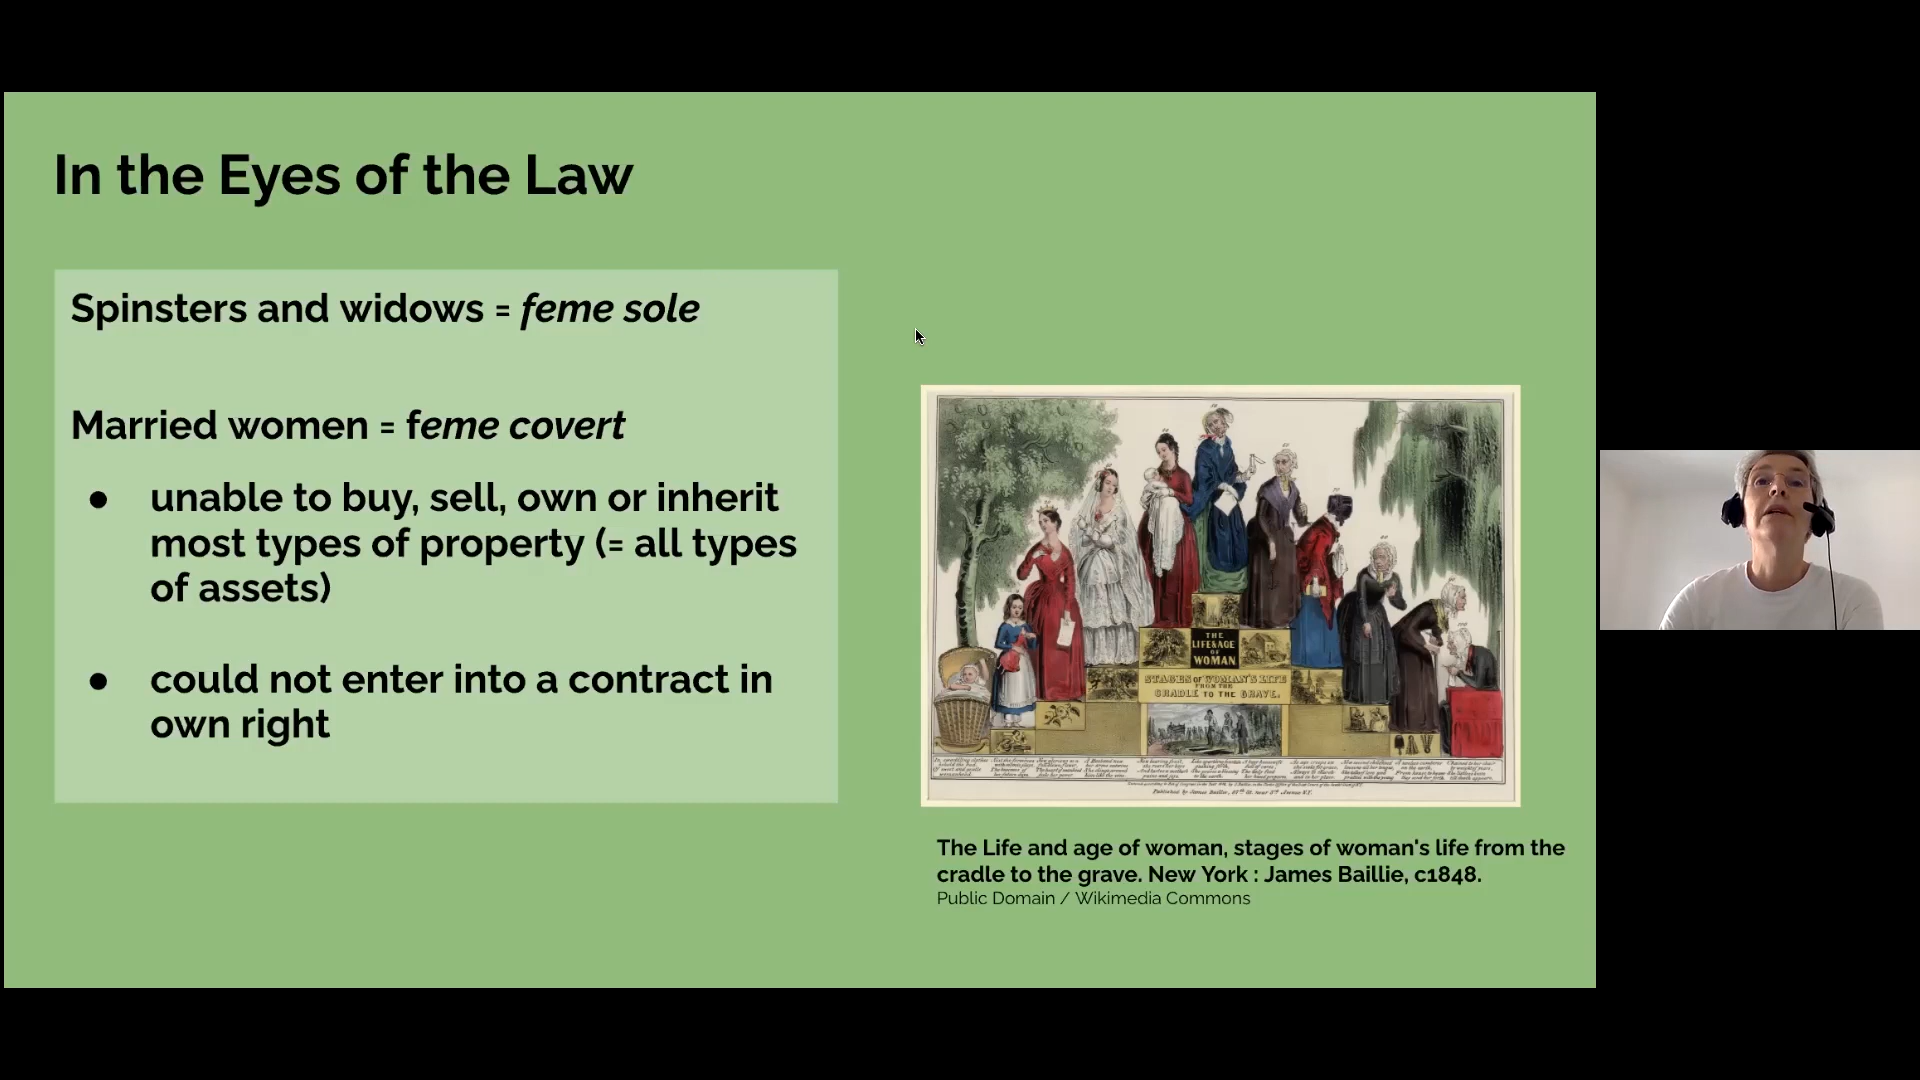 In the Eyes of the Law
Spinsters and widows = feme sole
Married women = feme covert
● unable to buy, sell, own or inherit
most types of property (= all types
of assets)
● could not enter into a contract in
own right
THE
LIFE & AGE
OF
WOMAN
STAGES OF WOMAN'S LIFE
FROM THE
CRADLE TO THE GRAVE.
The Life and age of woman, stages of woman's life from the
cradle to the grave. New York : James Baillie, c1848.
Public Domain / Wikimedia Commons